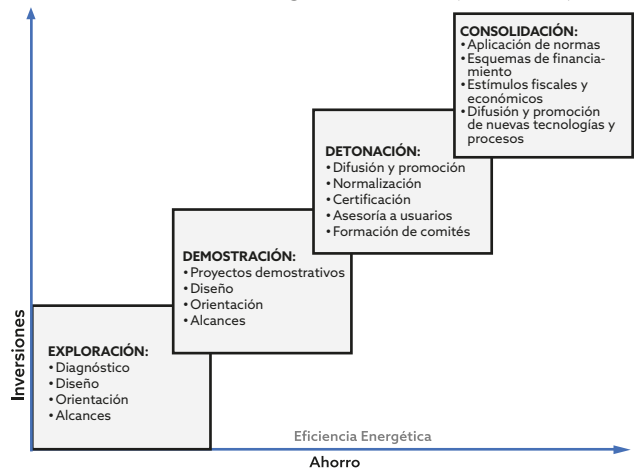 CONSOLIDACIÓN:
• Aplicación de normas
• Esquemas de financia-
miento
• Estímulos fiscales y
económicos
• Difusión y promoción
de nuevas tecnologías y
procesos
DETONACIÓN:
• Difusión y promoción
• Normalización
• Certificación
• Asesoría a usuarios
• Formación de comités
DEMOSTRACIÓN:
• Proyectos demostrativos
• Diseño
• Orientación
• Alcances
EXPLORACIÓN:
• Diagnóstico
• Diseño
• Orientación
• Alcances
Inversiones
Eficiencia Energética
Ahorro